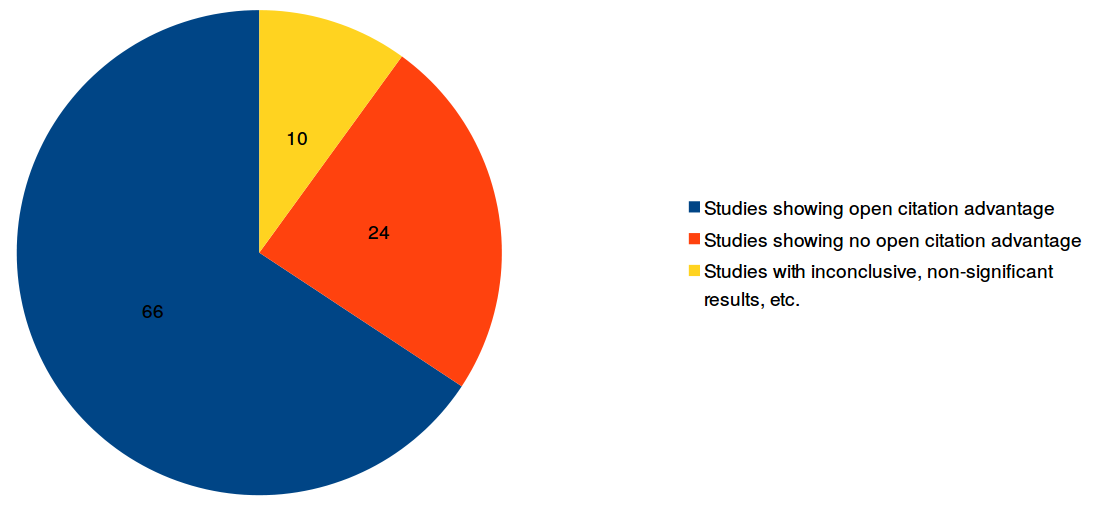 10
24
66
Studies showing open citation advantage
Studies showing no open citation advantage
Studies with inconclusive, non-significant
results, etc.